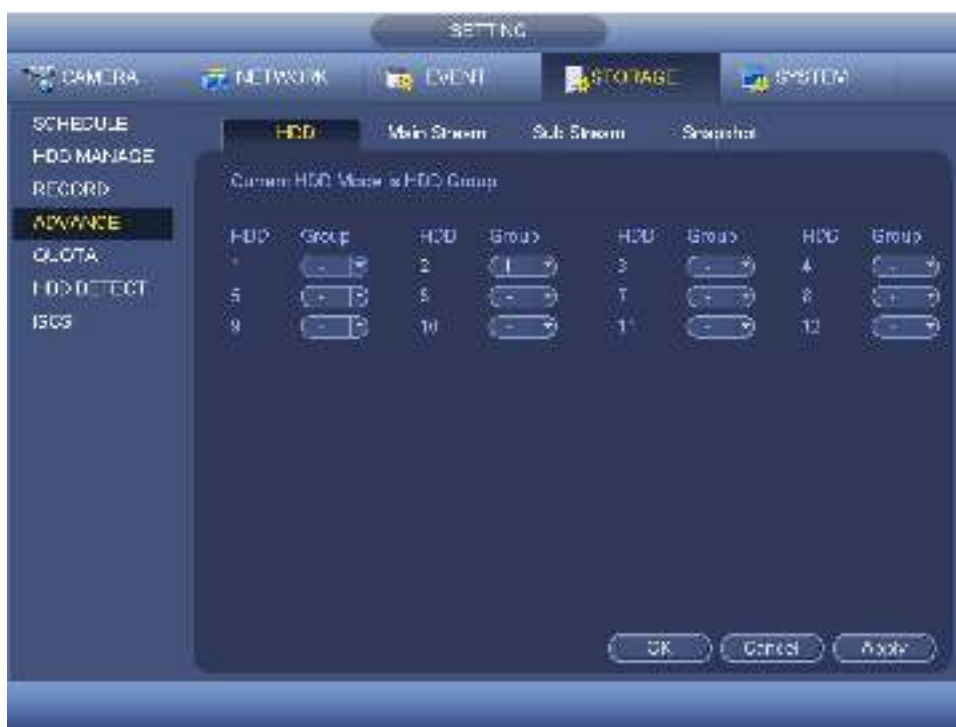 SETTING
CAMERA NETWORK EVENT STORAGE SYSTEM
SCHEDULE
HDD MANAGE
RECORD
ADVANCE
QUOTA
HDD DETECT
ISCSI
HDD Main Stream Sub Stream Snapshot
Current HDD Mode is HDD Group
HDD Group HDD Group HDD Group HDD Group
1 - 2 1 3 - 4 -
5 - 6 - 7 - 8 -
9 - 10 - 11 - 12 -
OK Cancel Apply